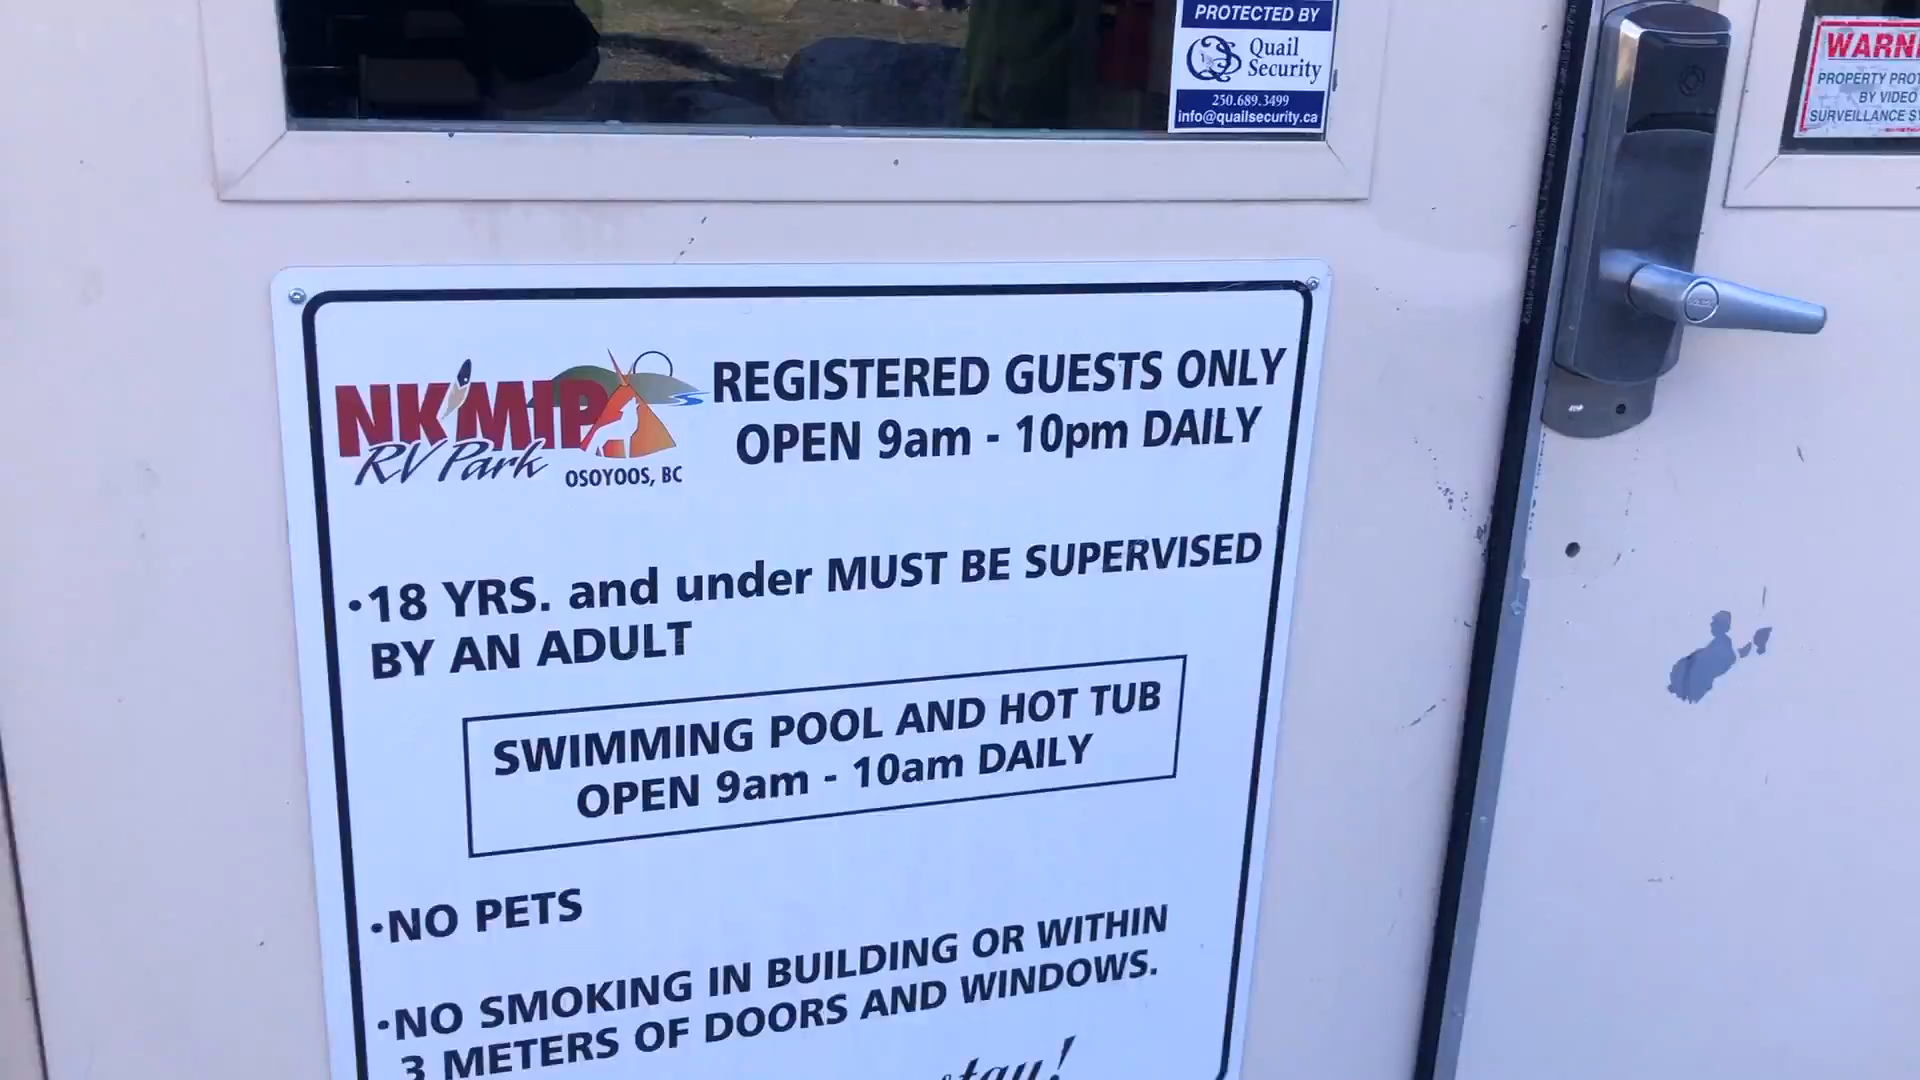 PROTECTED BY
Quail
Security
250.689.3499
info@quailsecurity.ca
WARN
PROPERTY PROT
BY VIDEO
SURVEILLANCE SY
NK'MIP
RV Park
OSOYOOS, BC
REGISTERED GUESTS ONLY
OPEN 9am - 10pm DAILY
•18 YRS. and under MUST BE SUPERVISED
BY AN ADULT
SWIMMING POOL AND HOT TUB
OPEN 9am - 10am DAILY
•NO PETS
•NO SMOKING IN BUILDING OR WITHIN
3 METERS OF DOORS AND WINDOWS.
stay!